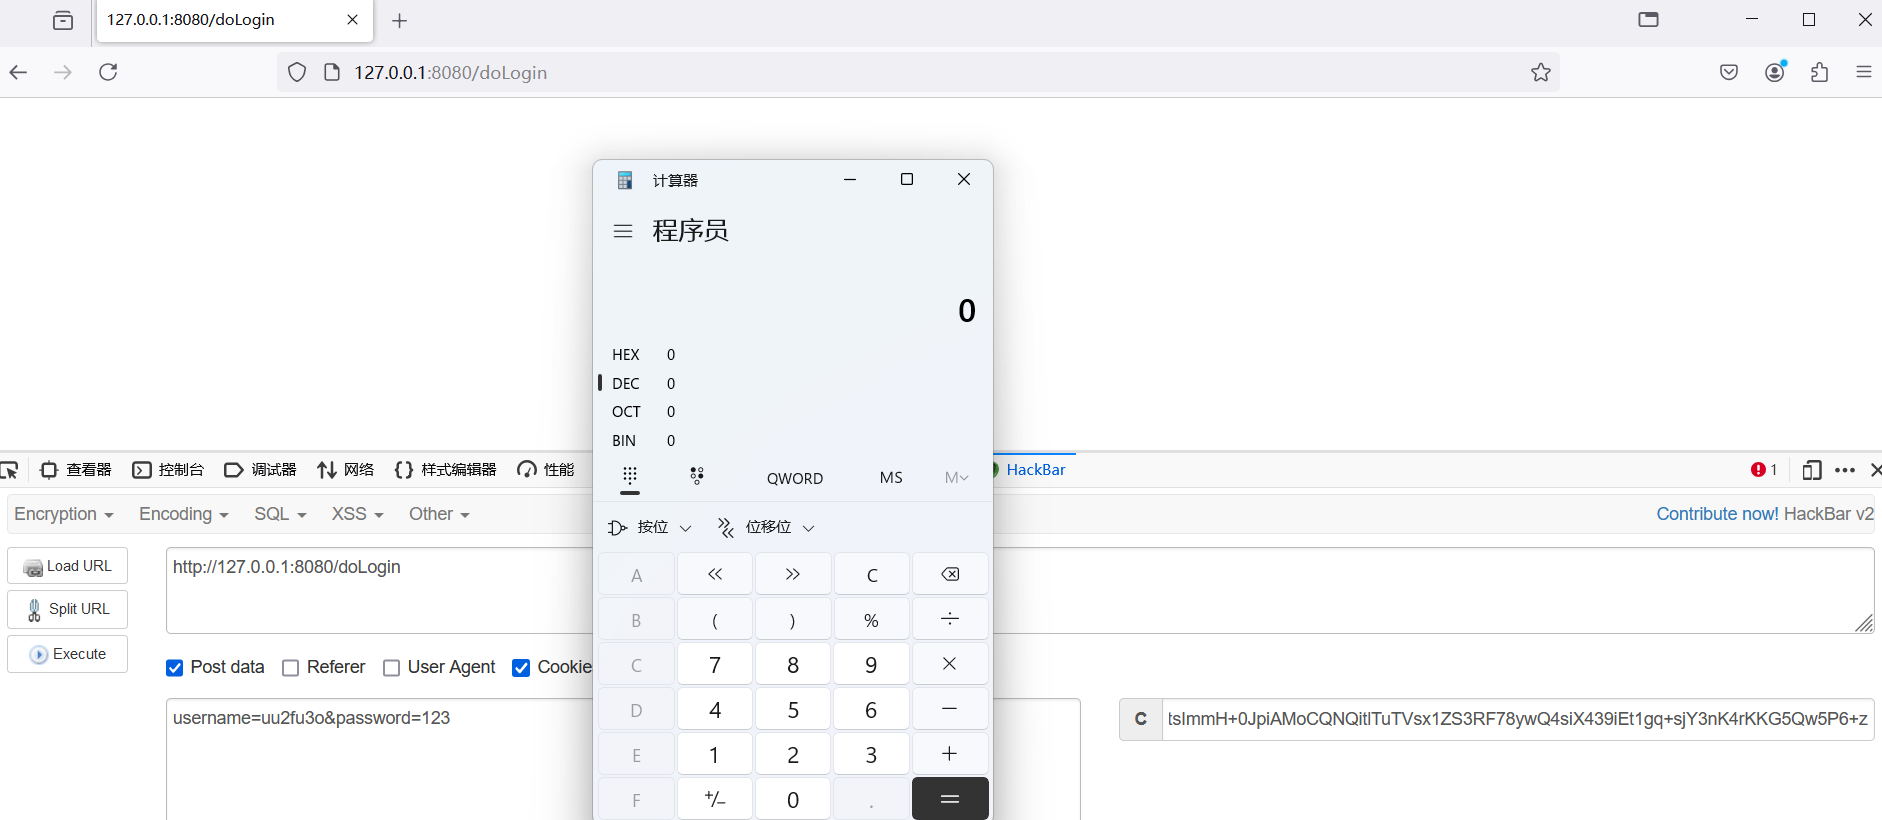 127.0.0.1:8080/doLogin
127.0.0.1:8080/doLogin
计算器
程序员
0
HEX 0
DEC 0
OCT 0
BIN 0
QWORD MS M
按位 位移位
A « » C
B ( ) % ÷
C 7 8 9 ×
D 4 5 6 −
E 1 2 3 +
F +/− 0 . =
查看器 控制台 调试器 网络 样式编辑器 性能 HackBar 1
Encryption Encoding SQL XSS Other Contribute now! HackBar v2
Load URL http://127.0.0.1:8080/doLogin
Split URL
Execute
Post data Referer User Agent Cookie
username=uu2fu3o&password=123
C